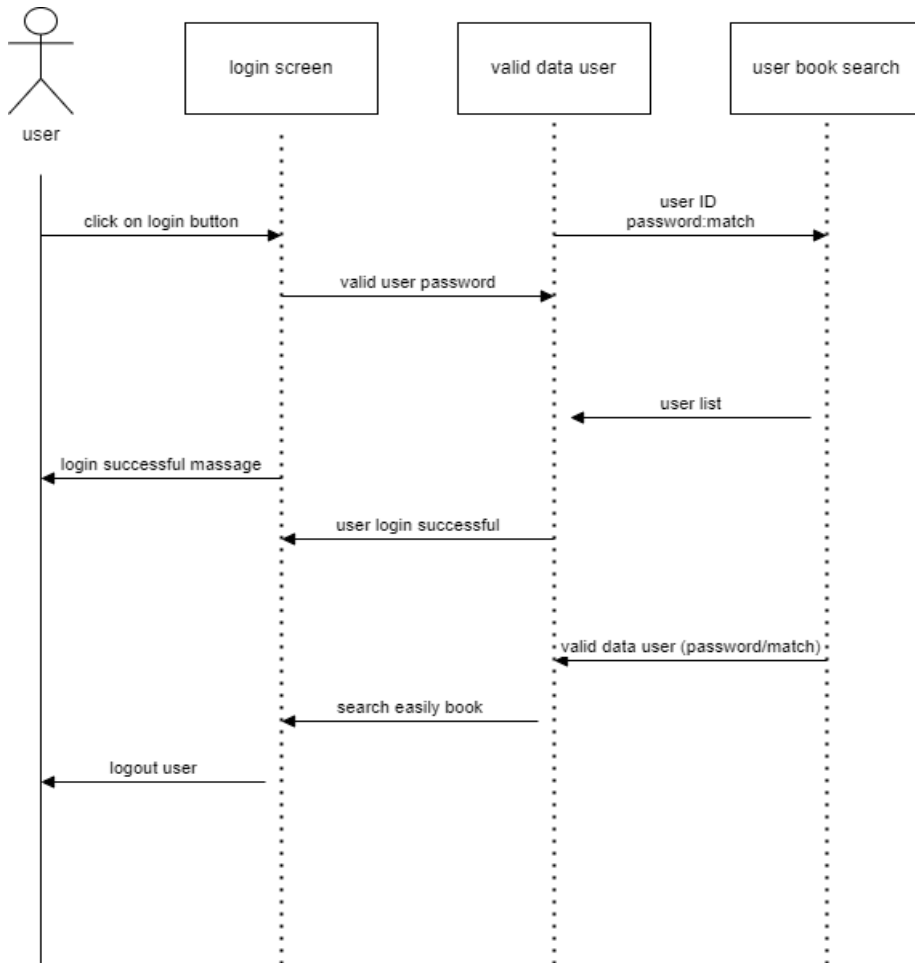 login screen
valid data user
user book search
user
click on login button
user ID
password:match
valid user password
user list
login successful massage
user login successful
valid data user (password/match)
search easily book
logout user